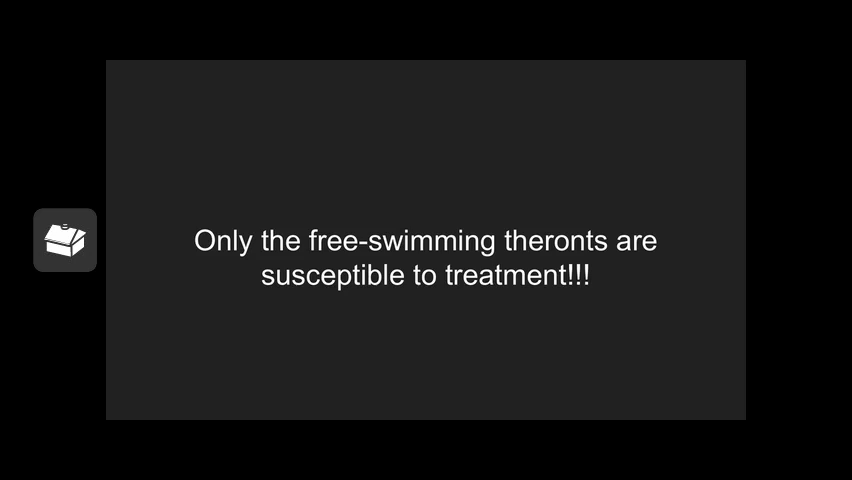 Only the free-swimming theronts are
susceptible to treatment!!!